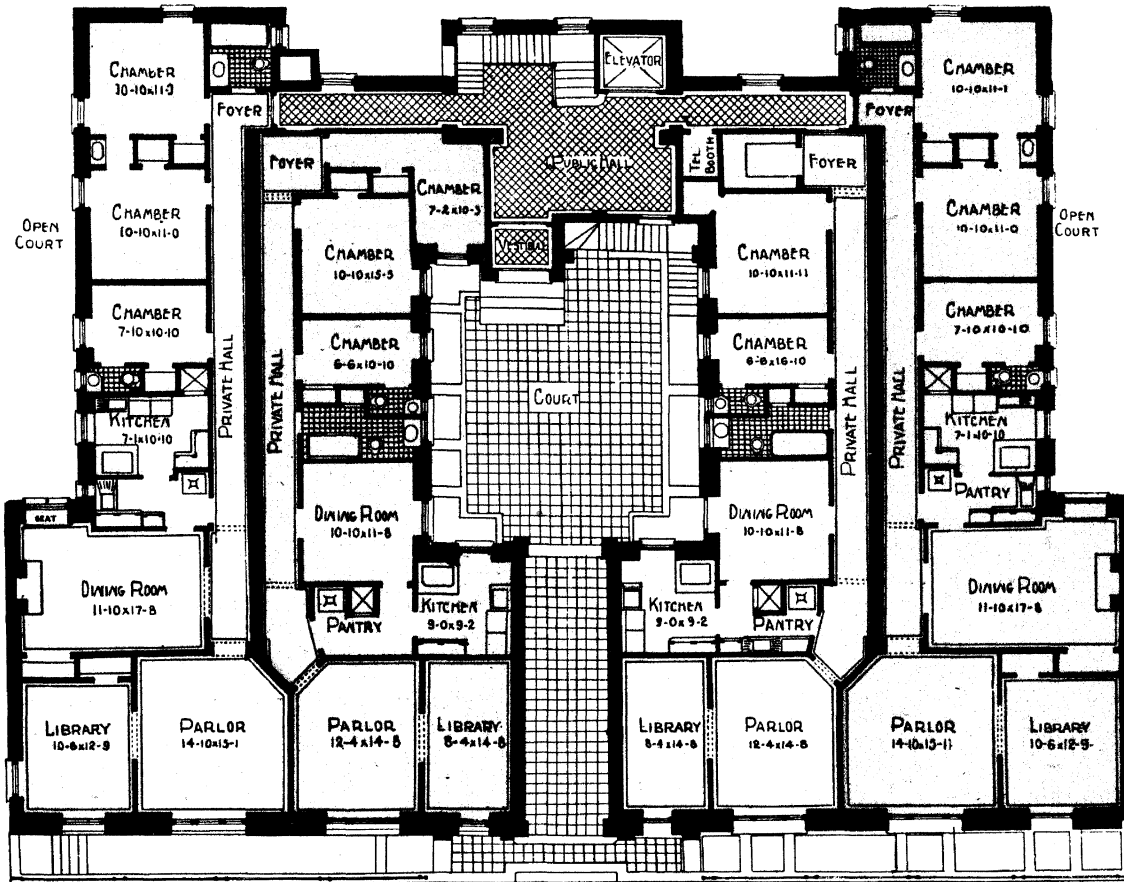 CHAMBER
10-10x11-9
FOYER
ELEVATOR
FOYER
CHAMBER
10-10x11-1
FOYER
CHAMBER
7-2x10-3
PUBLIC HALL
TEL.
BOOTH
FOYER
OPEN
COURT
CHAMBER
10-10x11-0
CHAMBER
10-10x15-5
VESTIBULE
CHAMBER
10-10x11-11
CHAMBER
10-10x11-0
OPEN
COURT
CHAMBER
7-10x10-10
CHAMBER
6-6x10-10
CHAMBER
6-6x10-10
CHAMBER
7-10x10-10
PRIVATE HALL
PRIVATE HALL
COURT
PRIVATE HALL
PRIVATE HALL
KITCHEN
7-1x10-10
KITCHEN
7-1x10-10
PANTRY
SEAT
DINING ROOM
10-10x11-8
DINING ROOM
10-10x11-8
DINING ROOM
11-10x17-8
PANTRY
KITCHEN
9-0x9-2
KITCHEN
9-0x9-2
PANTRY
DINING ROOM
11-10x17-8
LIBRARY
10-6x12-9
PARLOR
14-10x15-1
PARLOR
12-4x14-8
LIBRARY
8-4x14-8
LIBRARY
8-4x14-8
PARLOR
12-4x14-8
PARLOR
14-10x15-11
LIBRARY
10-6x12-9